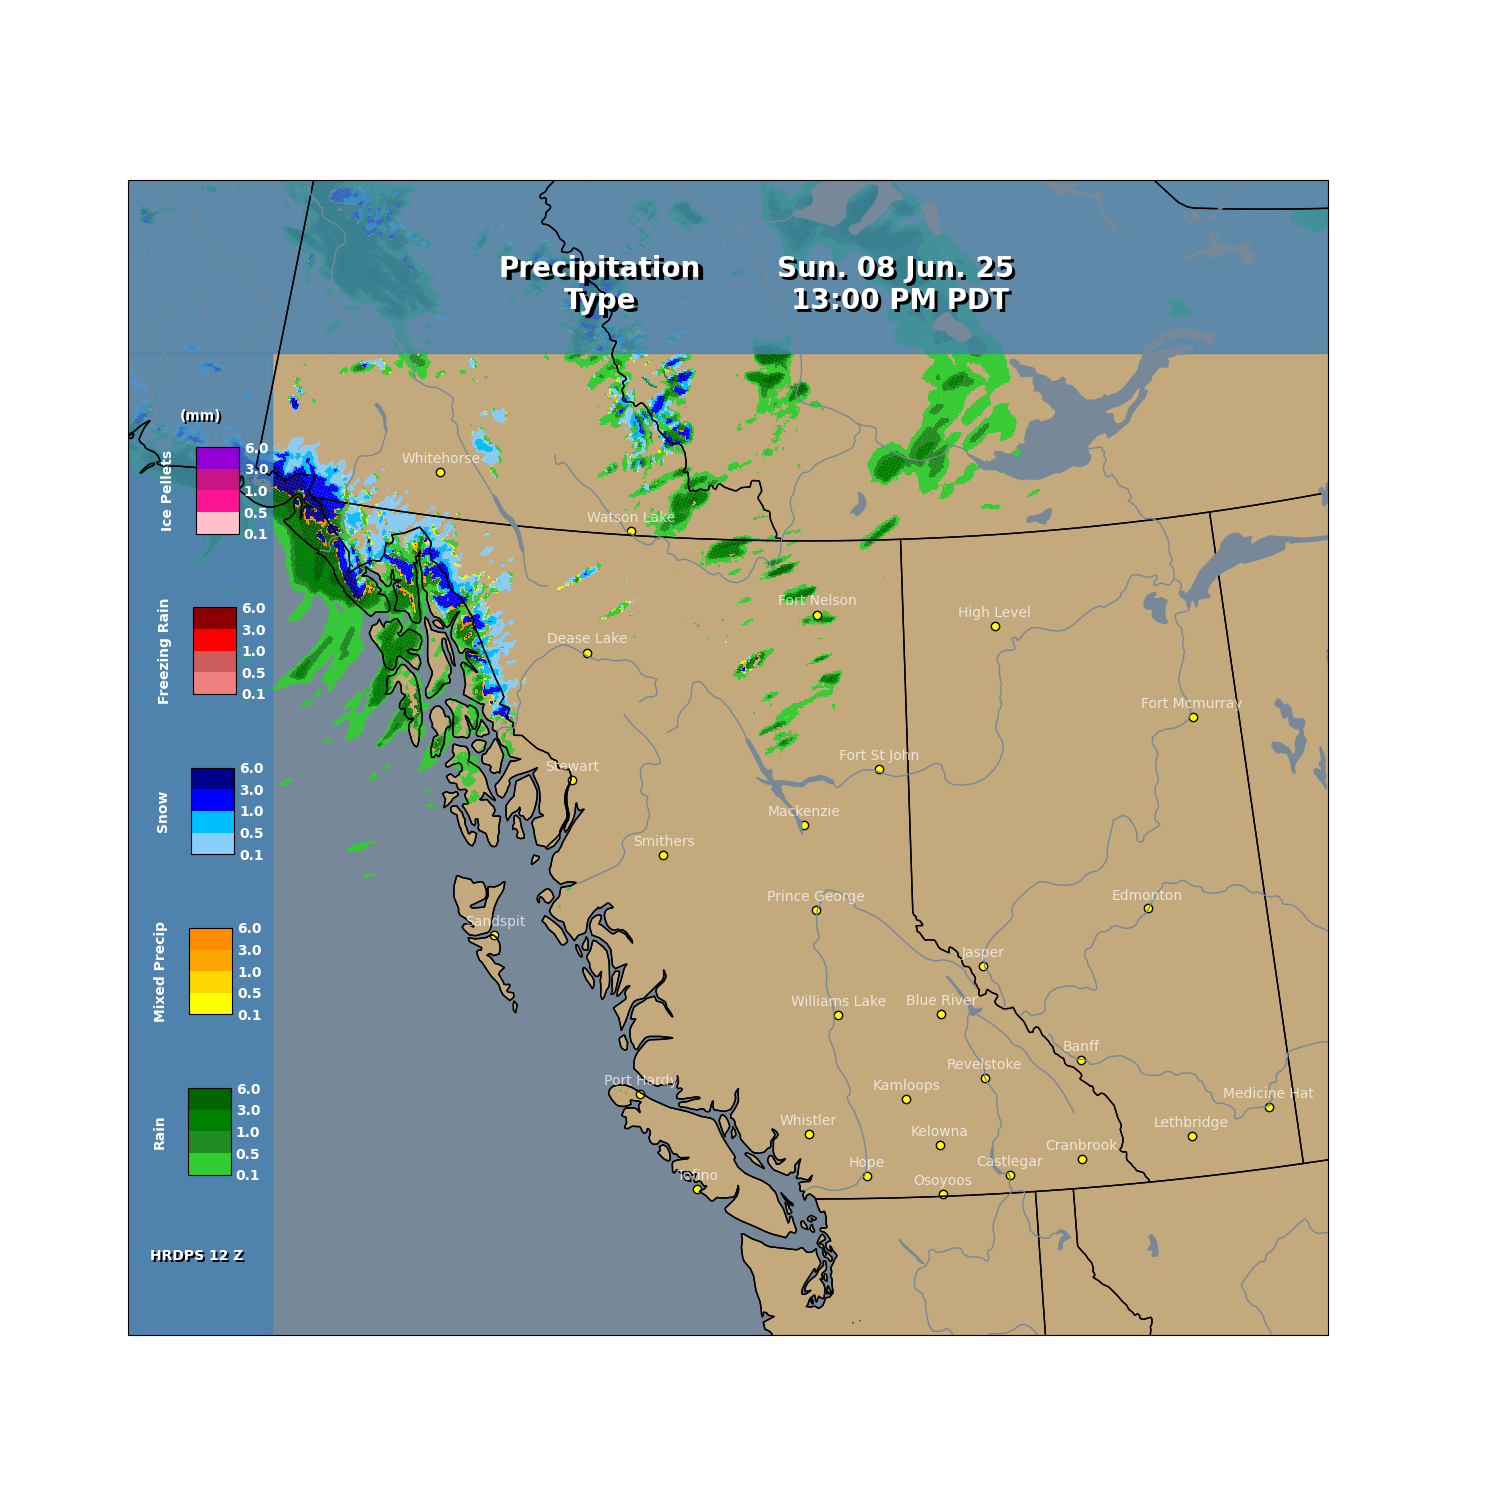 Precipitation
Type
Sun. 08 Jun. 25
13:00 PM PDT
(mm)
Ice Pellets
6.0
3.0
1.0
0.5
0.1
Freezing Rain
6.0
3.0
1.0
0.5
0.1
Snow
6.0
3.0
1.0
0.5
0.1
Mixed Precip
6.0
3.0
1.0
0.5
0.1
Rain
6.0
3.0
1.0
0.5
0.1
HRDPS 12 Z
Whitehorse
Watson Lake
Fort Nelson
High Level
Dease Lake
Fort Mcmurray
Fort St John
Stewart
Mackenzie
Smithers
Prince George
Edmonton
Sandspit
Jasper
Williams Lake
Blue River
Banff
Revelstoke
Port Hardy
Kamloops
Medicine Hat
Whistler
Lethbridge
Kelowna
Cranbrook
Hope
Castlegar
Tofino
Osoyoos